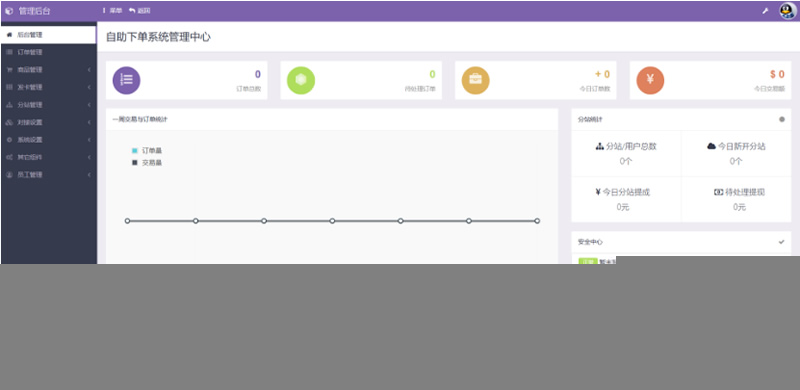 管理后台
菜单 返回
后台管理
订单管理
商品管理
发卡管理
分站管理
对接设置
系统设置
其它组件
员工管理
自助下单系统管理中心
0
订单总数
0
待处理订单
+ 0
今日订单数
$ 0
今日交易额
一周交易与订单统计
订单量
交易量
分站统计
分站/用户总数
0个
今日新开分站
0个
¥ 今日分站提成
0元
待处理提现
0元
安全中心